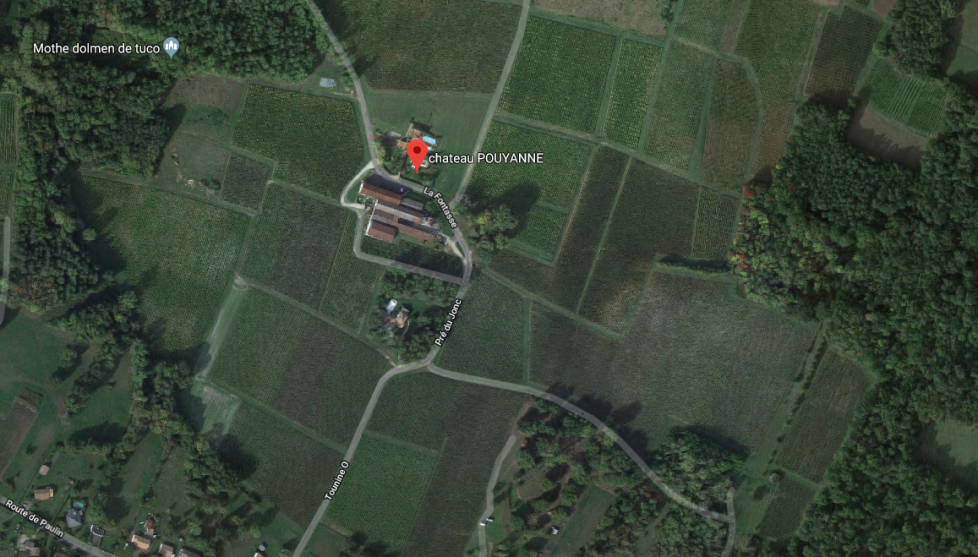 Mothe dolmen de tuco
chateau POUYANNE
La Fontasse
Pré du Jonc
Tounine O
Route de Paulin